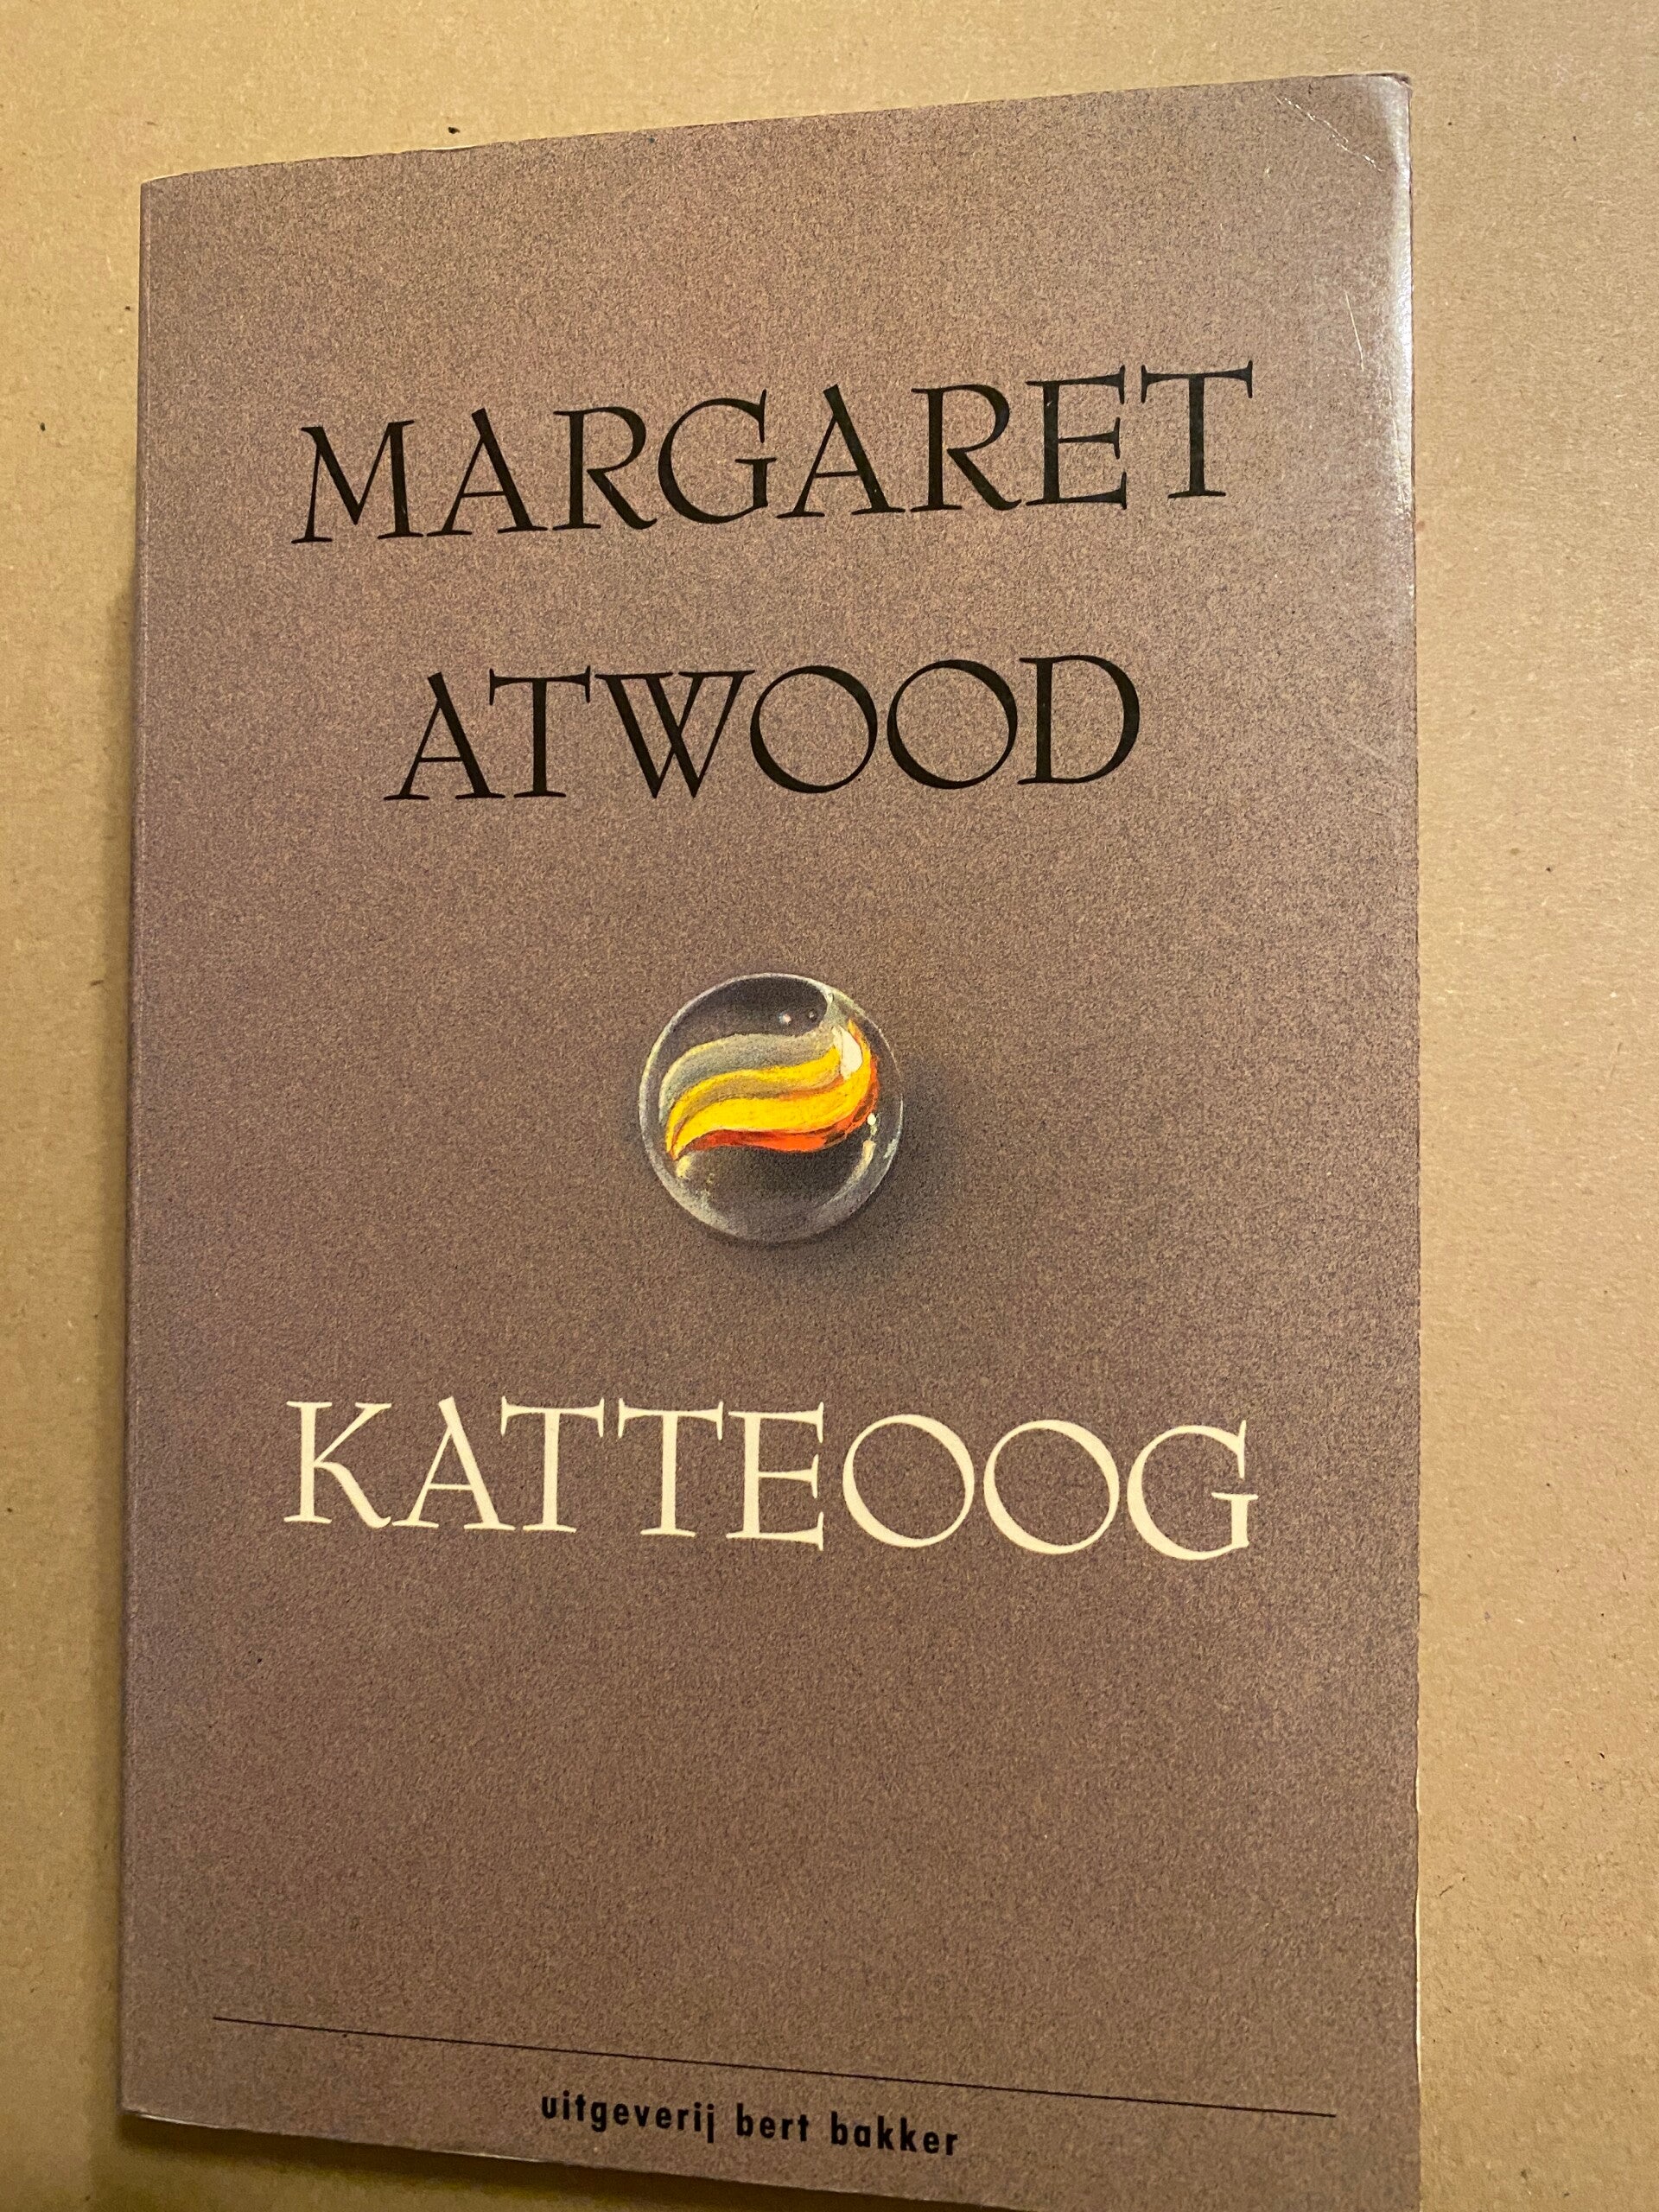 MARGARET
ATWOOD
KATTEOOG
uitgeverij bert bakker